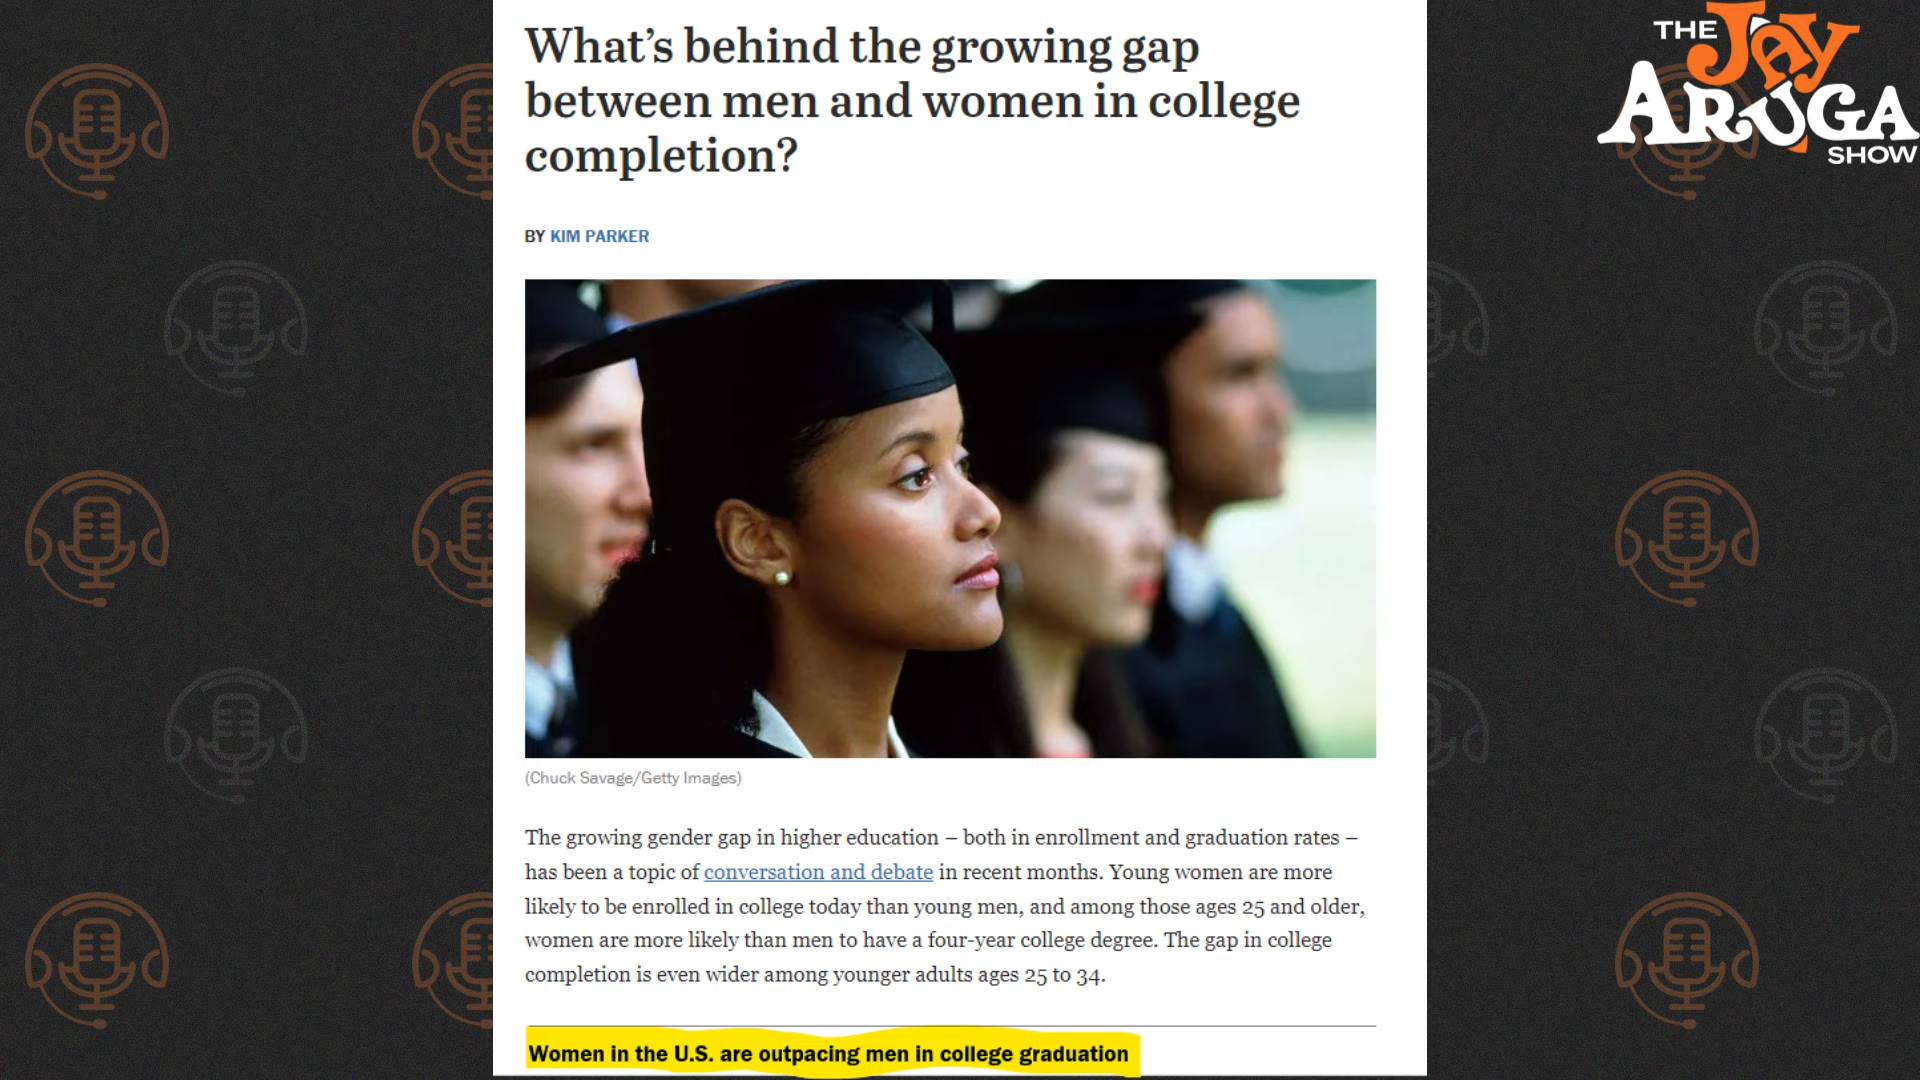 What's behind the growing gap
between men and women in college
completion?
BY KIM PARKER
(Chuck Savage/Getty Images)
The growing gender gap in higher education – both in enrollment and graduation rates –
has been a topic of conversation and debate in recent months. Young women are more
likely to be enrolled in college today than young men, and among those ages 25 and older,
women are more likely than men to have a four-year college degree. The gap in college
completion is even wider among younger adults ages 25 to 34.
Women in the U.S. are outpacing men in college graduation
THE
JAY
ARUGA
SHOW